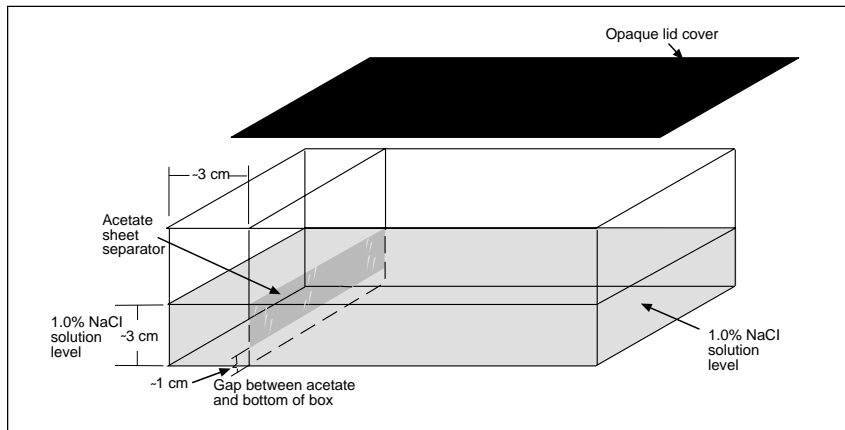 Opaque lid cover
~3 cm
Acetate
sheet
separator
1.0% NaCl
solution
level
~3 cm
~1 cm
Gap between acetate
and bottom of box
1.0% NaCl
solution
level